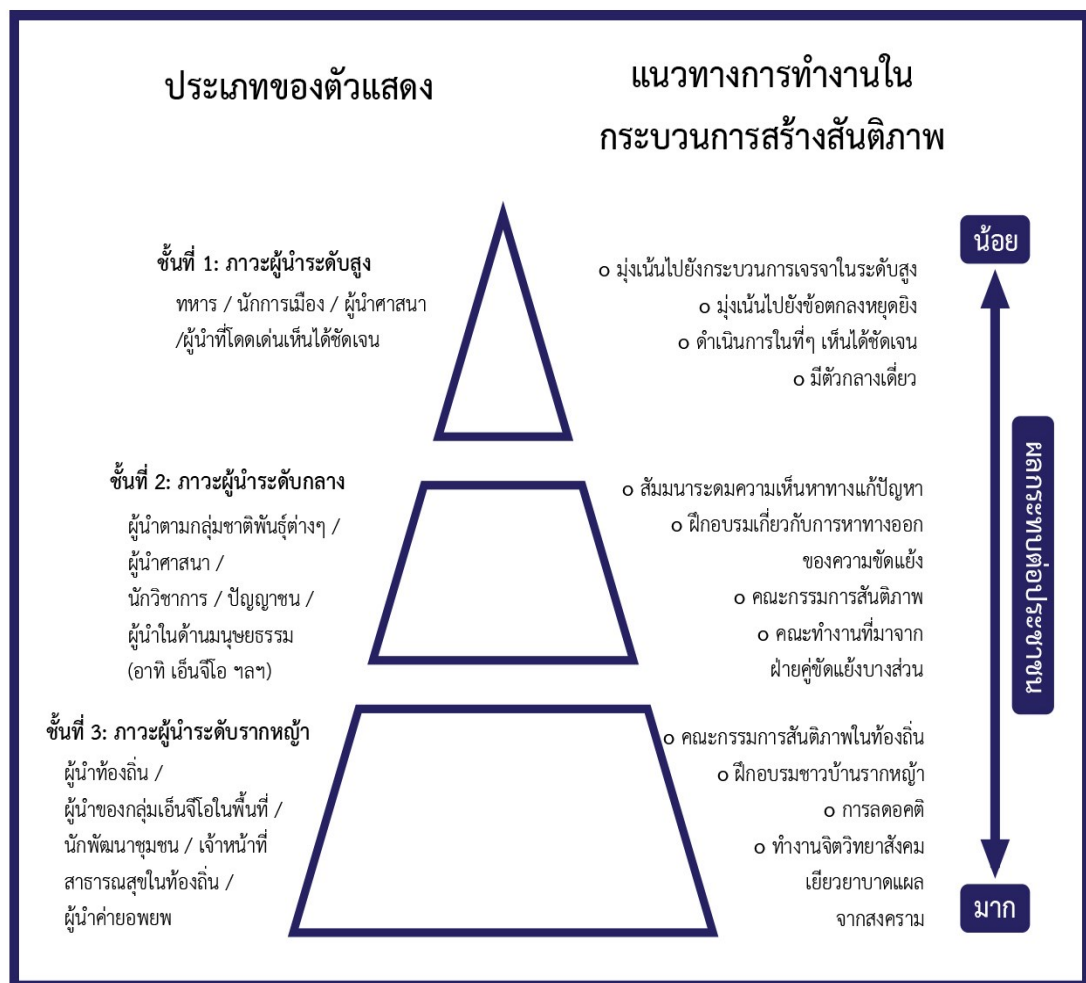 ประเภทของตัวแสดง
แนวทางการทำงานใน
กระบวนการสร้างสันติภาพ
ชั้นที่ 1: ภาวะผู้นำระดับสูง
ทหาร / นักการเมือง / ผู้นำศาสนา
/ผู้นำที่โดดเด่นเห็นได้ชัดเจน
o มุ่งเน้นไปยังกระบวนการเจรจาในระดับสูง
o มุ่งเน้นไปยังข้อตกลงหยุดยิง
o ดำเนินการในที่ๆ เห็นได้ชัดเจน
o มีตัวกลางเดี่ยว
ชั้นที่ 2: ภาวะผู้นำระดับกลาง
ผู้นำตามกลุ่มชาติพันธุ์ต่างๆ /
ผู้นำศาสนา /
นักวิชาการ / ปัญญาชน /
ผู้นำในด้านมนุษยธรรม
(อาทิ เอ็นจีโอ ฯลฯ)
o สัมมนาระดมความเห็นหาทางแก้ปัญหา
o ฝึกอบรมเกี่ยวกับการหาทางออก
ของความขัดแย้ง
o คณะกรรมการสันติภาพ
o คณะทำงานที่มาจาก
ฝ่ายคู่ขัดแย้งบางส่วน
ชั้นที่ 3: ภาวะผู้นำระดับรากหญ้า
ผู้นำท้องถิ่น /
ผู้นำของกลุ่มเอ็นจีโอในพื้นที่ /
นักพัฒนาชุมชน / เจ้าหน้าที่
สาธารณสุขในท้องถิ่น /
ผู้นำค่ายอพยพ
o คณะกรรมการสันติภาพในท้องถิ่น
o ฝึกอบรมชาวบ้านรากหญ้า
o การลดอคติ
o ทำงานจิตวิทยาสังคม
เยียวยาบาดแผล
จากสงคราม
น้อย
ผลกระทบต่อประชาชน
มาก